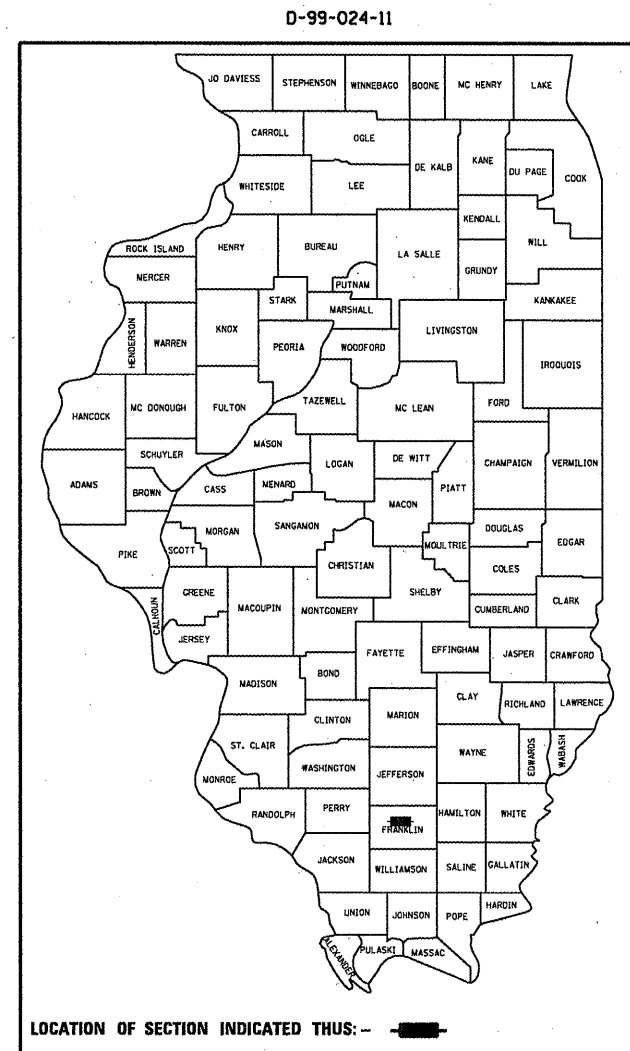 D-99-024-11
JO DAVIESS
STEPHENSON
WINNEBAGO
BOONE
MC HENRY
LAKE
CARROLL
OGLE
DE KALB
KANE
DU PAGE
COOK
WHITESIDE
LEE
KENDALL
WILL
ROCK ISLAND
HENRY
BUREAU
LA SALLE
GRUNDY
MERCER
PUTNAM
STARK
MARSHALL
KANKAKEE
HENDERSON
WARREN
KNOX
PEORIA
WOODFORD
LIVINGSTON
IROQUOIS
HANCOCK
MC DONOUGH
FULTON
TAZEWELL
MC LEAN
FORD
SCHUYLER
MASON
LOGAN
DE WITT
CHAMPAIGN
VERMILION
ADAMS
BROWN
CASS
MENARD
MACON
PIATT
PIKE
SCOTT
MORGAN
SANGAMON
CHRISTIAN
MOULTRIE
DOUGLAS
EDGAR
COLES
CALHOUN
GREENE
MACOUPIN
MONTGOMERY
SHELBY
CUMBERLAND
CLARK
JERSEY
FAYETTE
EFFINGHAM
JASPER
CRAWFORD
MADISON
BOND
CLAY
RICHLAND
LAWRENCE
CLINTON
MARION
ST. CLAIR
WAYNE
EDWARDS
WABASH
MONROE
WASHINGTON
JEFFERSON
RANDOLPH
PERRY
FRANKLIN
HAMILTON
WHITE
JACKSON
WILLIAMSON
SALINE
GALLATIN
UNION
JOHNSON
POPE
HARDIN
ALEXANDER
PULASKI
MASSAC
LOCATION OF SECTION INDICATED THUS: -